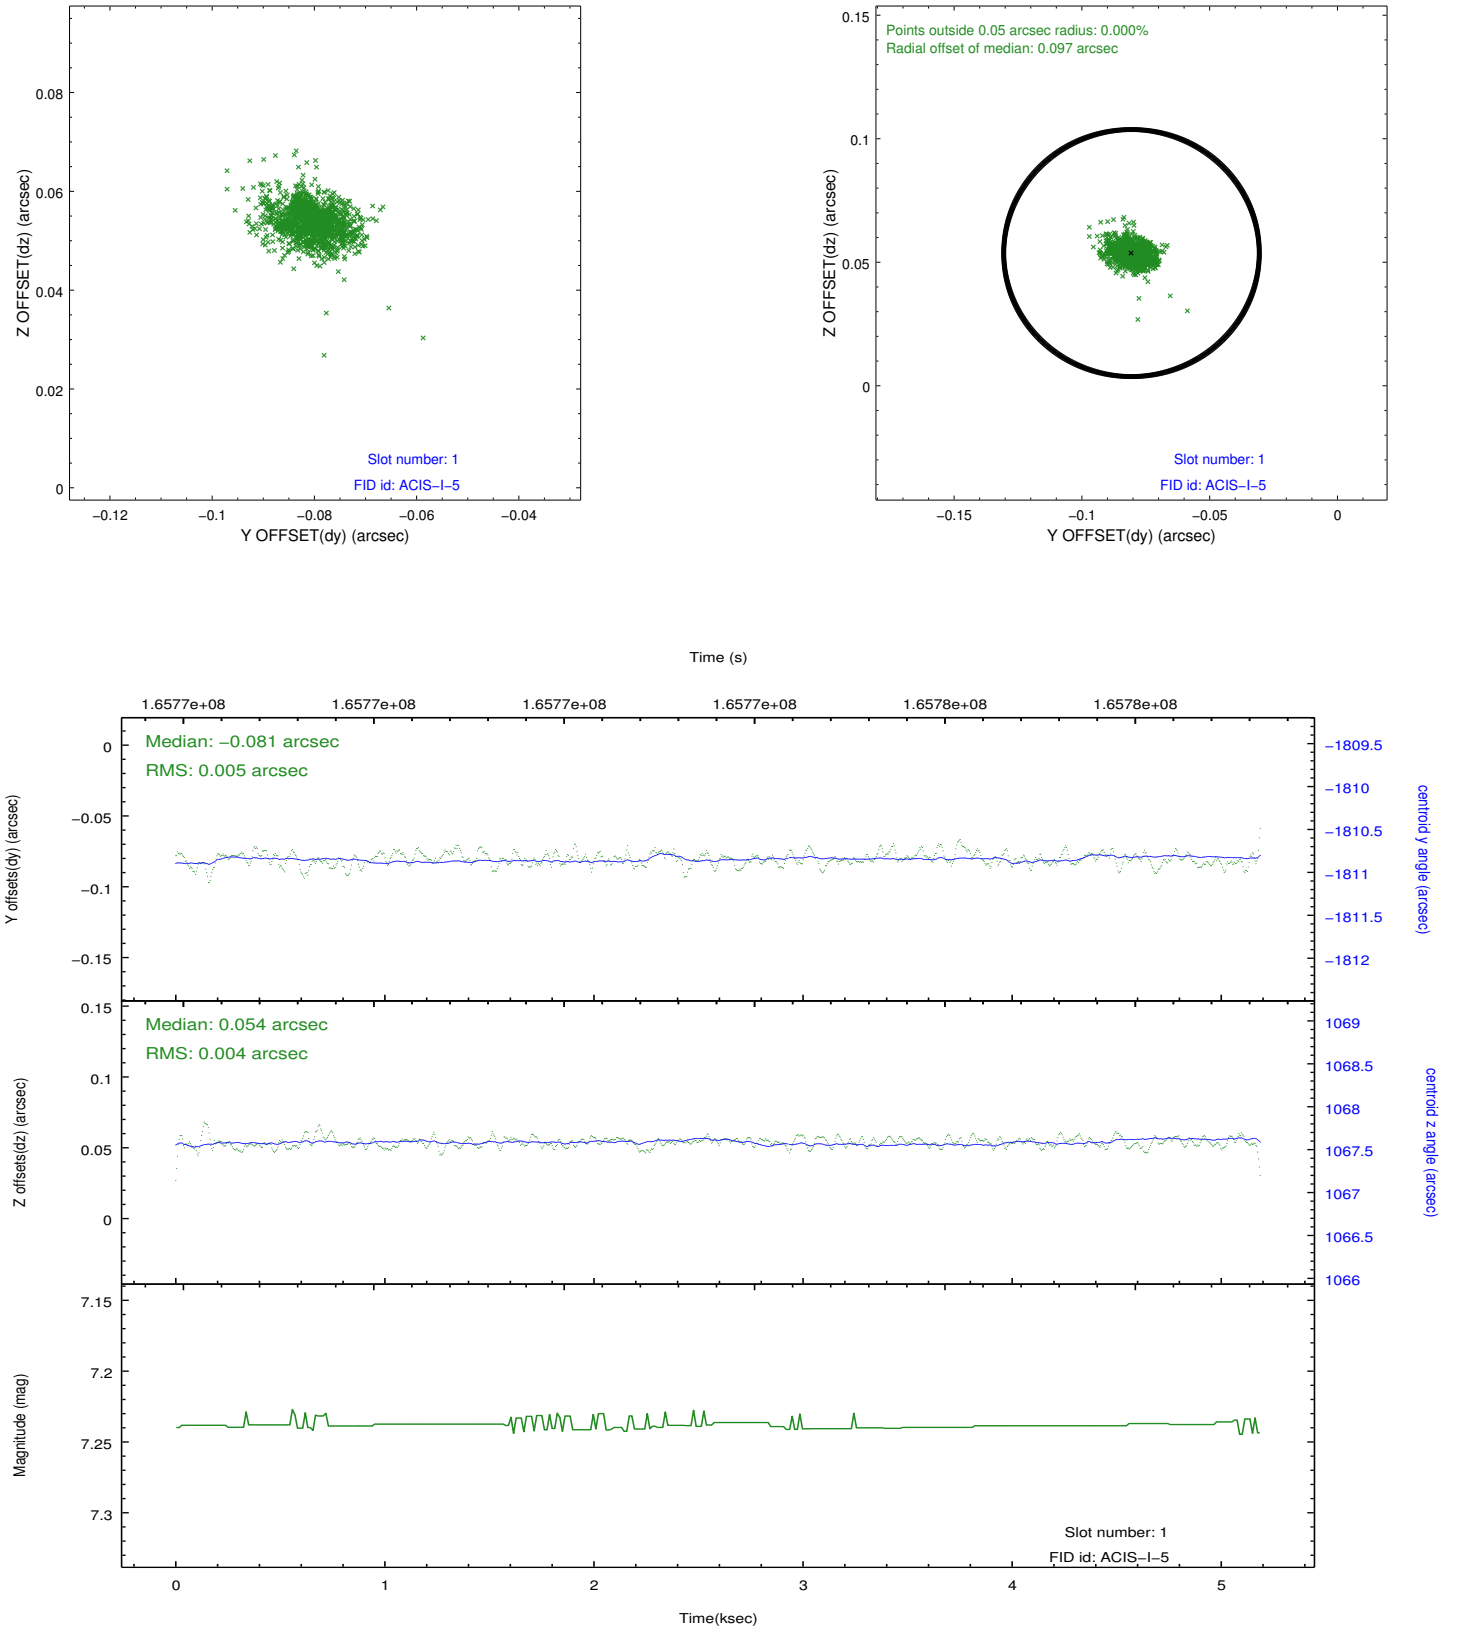 0.08
0.06
0.04
0.02
0
Z OFFSET(dz) (arcsec)
Slot number: 1
FID id: ACIS−I−5
−0.12 −0.1 −0.08 −0.06 −0.04
Y OFFSET(dy) (arcsec)
Points outside 0.05 arcsec radius: 0.000%
Radial offset of median: 0.097 arcsec
0.15
0.1
0.05
0
Z OFFSET(dz) (arcsec)
Slot number: 1
FID id: ACIS−I−5
−0.15 −0.1 −0.05 0
Y OFFSET(dy) (arcsec)
Time (s)
1.6577e+08 1.6577e+08 1.6577e+08 1.6577e+08 1.6578e+08 1.6578e+08
Median: −0.081 arcsec
RMS: 0.005 arcsec
0
−0.05
−0.1
−0.15
Y offsets(dy) (arcsec)
−1809.5
−1810
−1810.5
−1811
−1811.5
−1812
centroid y angle (arcsec)
Median: 0.054 arcsec
RMS: 0.004 arcsec
0.15
0.1
0.05
0
Z offsets(dz) (arcsec)
1069
1068.5
1068
1067.5
1067
1066.5
1066
centroid z angle (arcsec)
7.15
7.2
7.25
7.3
Magnitude (mag)
Slot number: 1
FID id: ACIS−I−5
0 1 2 3 4 5
Time(ksec)